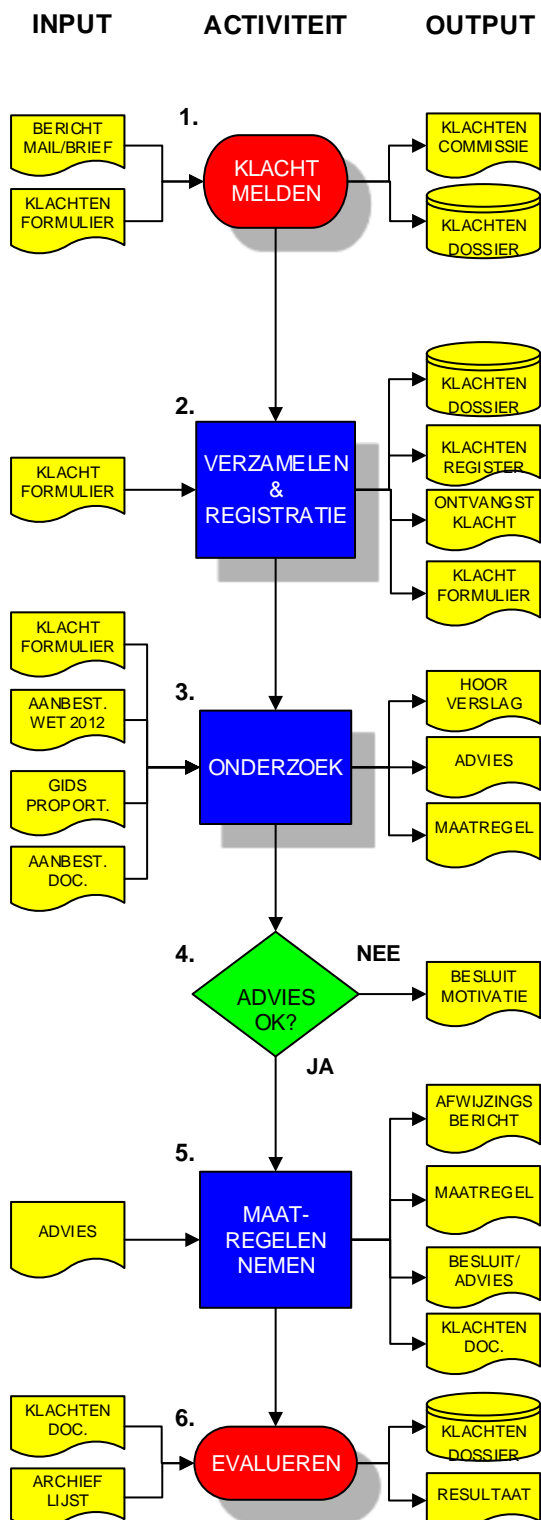 INPUT ACTIVITEIT OUTPUT
1.
BERICHT
MAIL/BRIEF
KLACHTEN
FORMULIER
KLACHT
MELDEN
KLACHTEN
COMMISSIE
KLACHTEN
DOSSIER
2.
KLACHT
FORMULIER
VERZAMELEN
&
REGISTRATIE
KLACHTEN
DOSSIER
KLACHTEN
REGISTER
ONTVANGST
KLACHT
KLACHT
FORMULIER
3.
KLACHT
FORMULIER
AANBEST.
WET 2012
GIDS
PROPORT.
AANBEST.
DOC.
ONDERZOEK
HOOR
VERSLAG
ADVIES
MAATREGEL
4.
ADVIES
OK?
NEE
BESLUIT
MOTIVATIE
JA
5.
ADVIES
MAAT-
REGELEN
NEMEN
AFWIJZINGS
BERICHT
MAATREGEL
BESLUIT/
ADVIES
KLACHTEN
DOC.
6.
KLACHTEN
DOC.
ARCHIEF
LIJST
EVALUEREN
KLACHTEN
DOSSIER
RESULTAAT